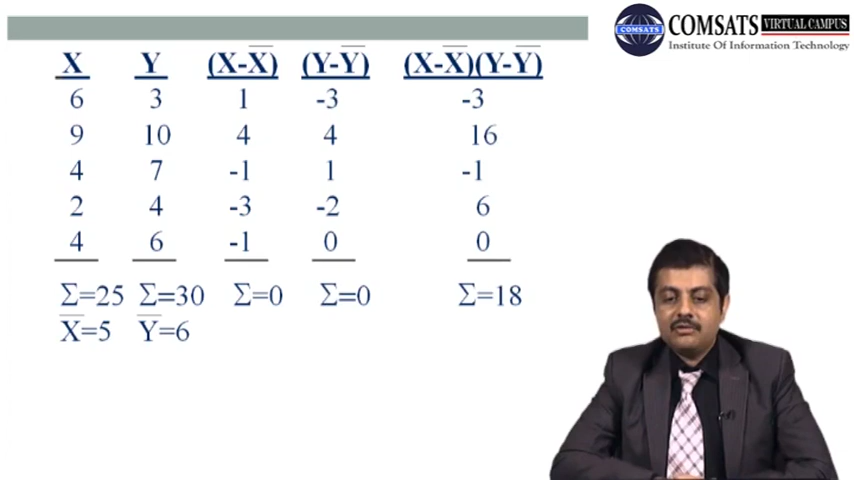 COMSATS VIRTUAL CAMPUS
COMSATS
Institute Of Information Technology
X Y (X-X̅) (Y-Y̅) (X-X̅)(Y-Y̅)
6 3 1 -3 -3
9 10 4 4 16
4 7 -1 1 -1
2 4 -3 -2 6
4 6 -1 0 0
Σ=25 Σ=30 Σ=0 Σ=0 Σ=18
X̅=5 Y̅=6